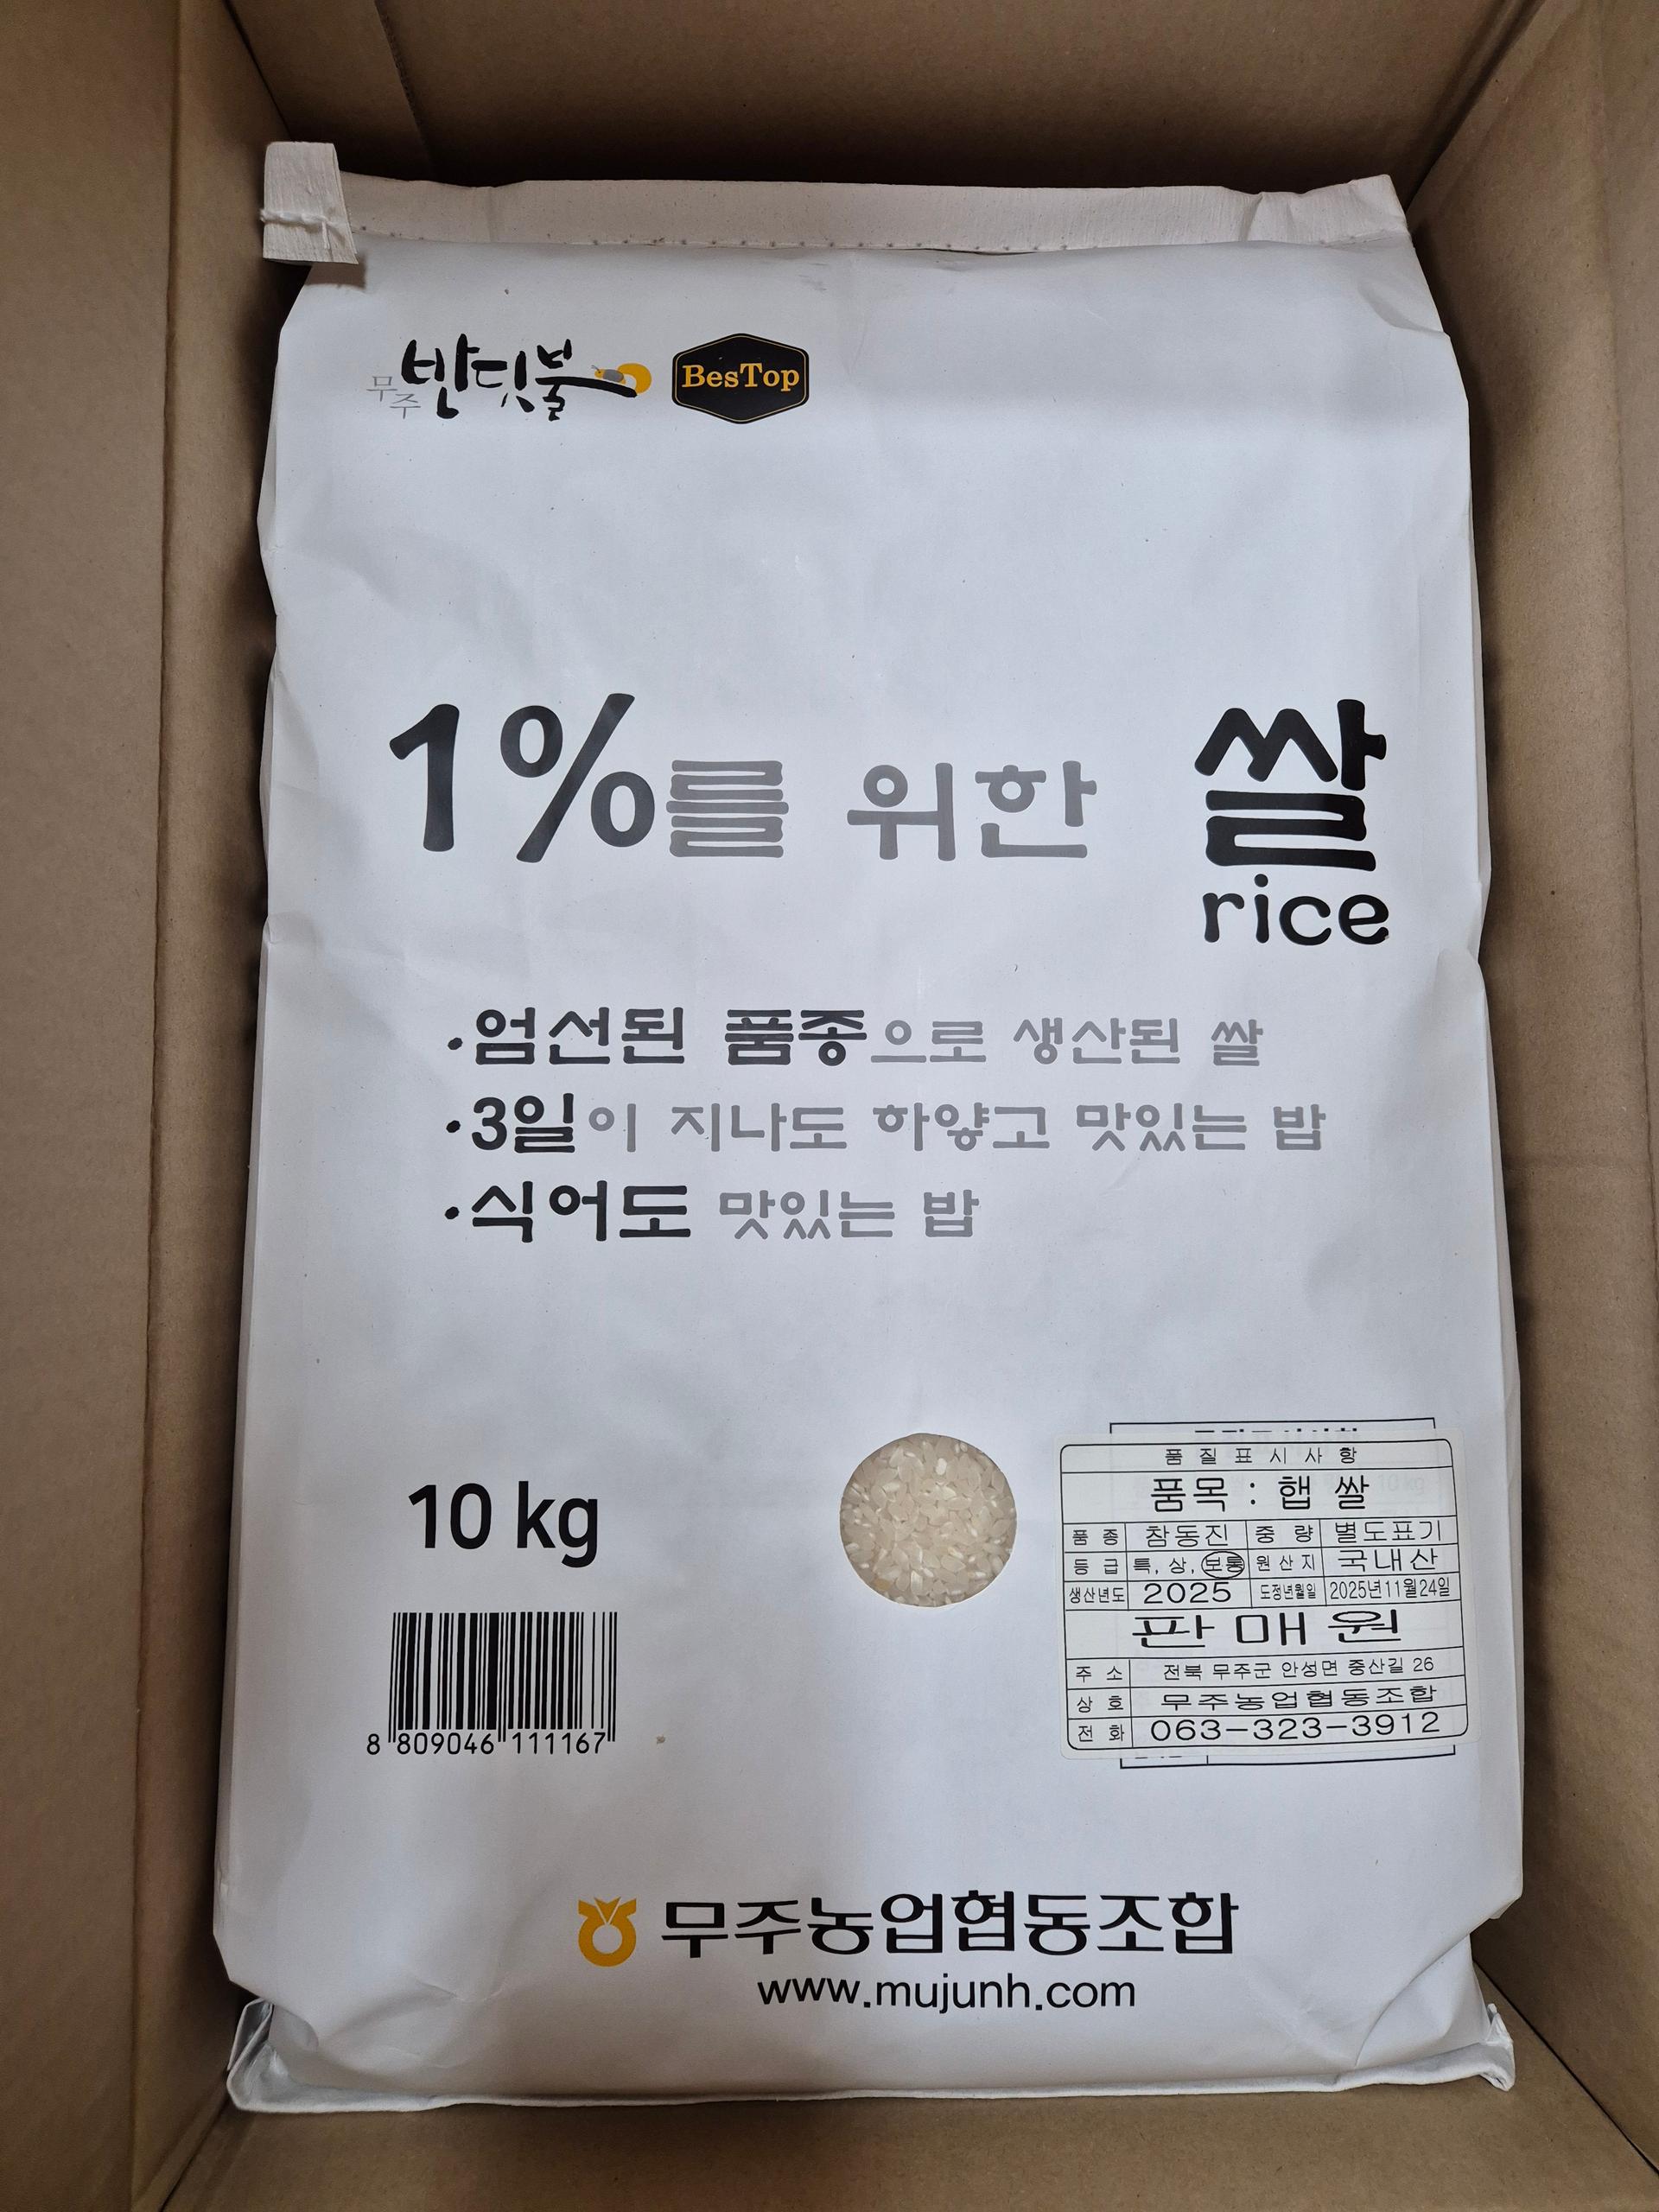 무주 반딧불 BesTop
1%를 위한 쌀
rice
·엄선된 품종으로 생산된 쌀
·3일이 지나도 하얗고 맛있는 밥
·식어도 맛있는 밥
10 kg
8 809046 111167
품 질 표 시 사 항
품목 : 햅 쌀
품 종 참동진 중 량 별도표기
등 급 특, 상, 보통 원 산 지 국내산
생산년도 2025 도정년월일 2025년11월24일
판 매 원
주 소 전북 무주군 안성면 증산길 26
상 호 무주농업협동조합
전 화 063-323-3912
무주농업협동조합
www.mujunh.com